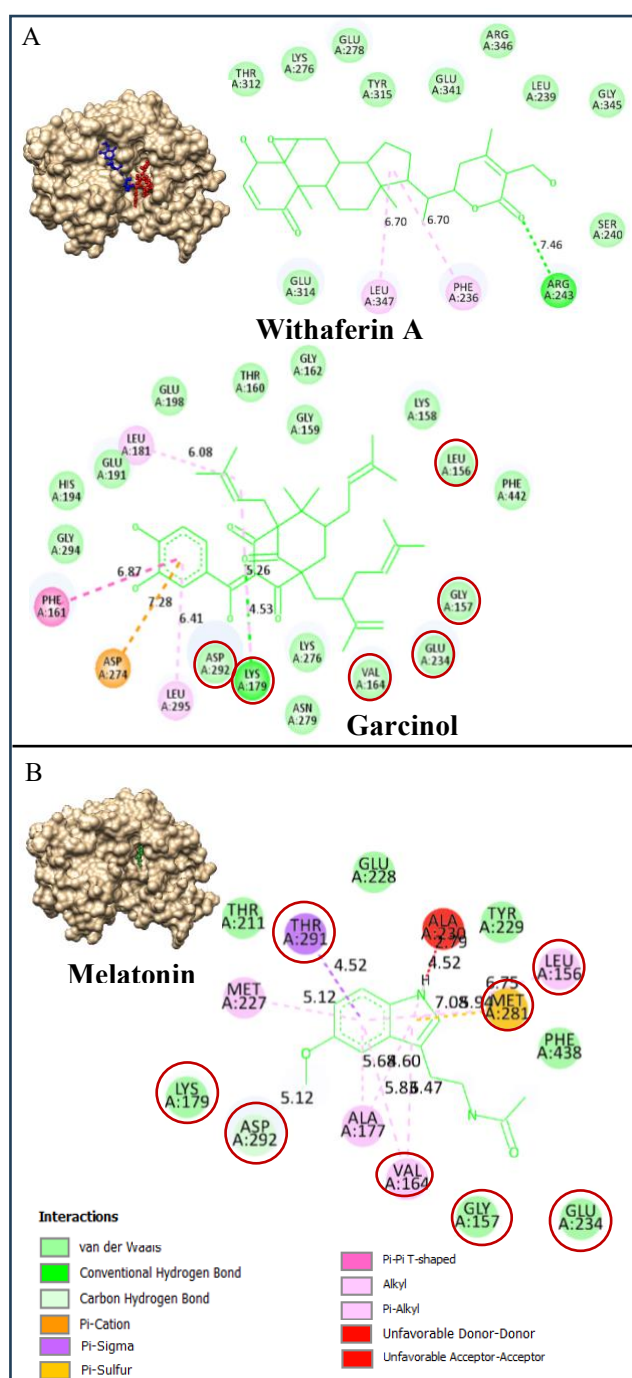 A
THR
A:312
LYS
A:276
GLU
A:278
TYR
A:315
GLU
A:341
ARG
A:346
LEU
A:239
GLY
A:345
SER
A:240
O
O
O
O
O
O
6.70
6.70
7.46
GLU
A:314
LEU
A:347
PHE
A:236
ARG
A:243
Withaferin A
GLU
A:198
THR
A:160
GLY
A:162
GLY
A:159
LYS
A:158
LEU
A:181
LEU
A:156
PHE
A:442
GLU
A:191
HIS
A:194
GLY
A:294
6.08
5.26
4.53
6.87
7.28
6.41
PHE
A:161
ASP
A:274
LEU
A:295
ASP
A:292
LYS
A:179
LYS
A:276
ASN
A:279
VAL
A:164
GLU
A:234
GLY
A:157
Garcinol
B
Melatonin
GLU
A:228
THR
A:211
THR
A:291
ALA
A:230
TYR
A:229
LEU
A:156
MET
A:227
MET
A:281
PHE
A:438
2.79
4.52
4.52
H
N
6.75
7.08
5.94
5.12
5.12
LYS
A:179
ASP
A:292
ALA
A:177
VAL
A:164
GLY
A:157
GLU
A:234
N
O
Interactions
van der Waals
Conventional Hydrogen Bond
Carbon Hydrogen Bond
Pi-Cation
Pi-Sigma
Pi-Sulfur
Pi-Pi T-shaped
Alkyl
Pi-Alkyl
Unfavorable Donor-Donor
Unfavorable Acceptor-Acceptor